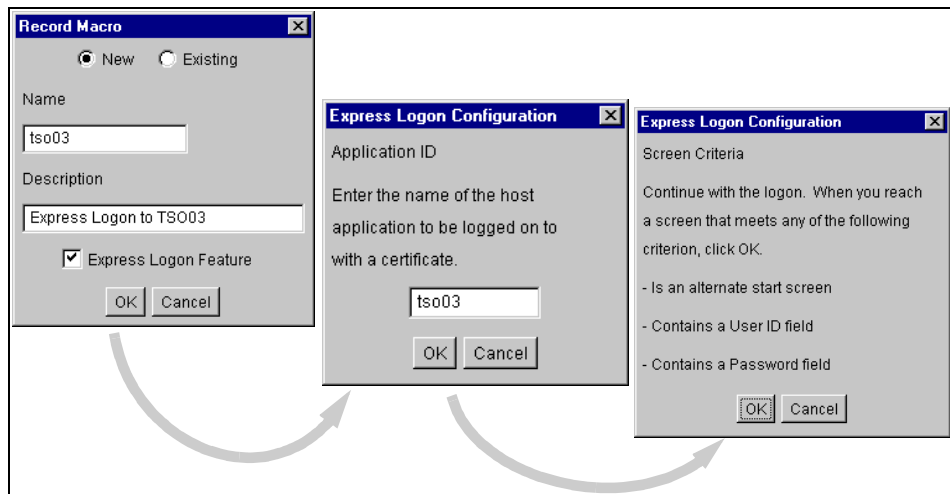 Record Macro
New Existing
Name
tso03
Description
Express Logon to TSO03
Express Logon Feature
OK Cancel
Express Logon Configuration
Application ID
Enter the name of the host
application to be logged on to
with a certificate.
tso03
OK Cancel
Express Logon Configuration
Screen Criteria
Continue with the logon. When you reach
a screen that meets any of the following
criterion, click OK.
- Is an alternate start screen
- Contains a User ID field
- Contains a Password field
OK Cancel